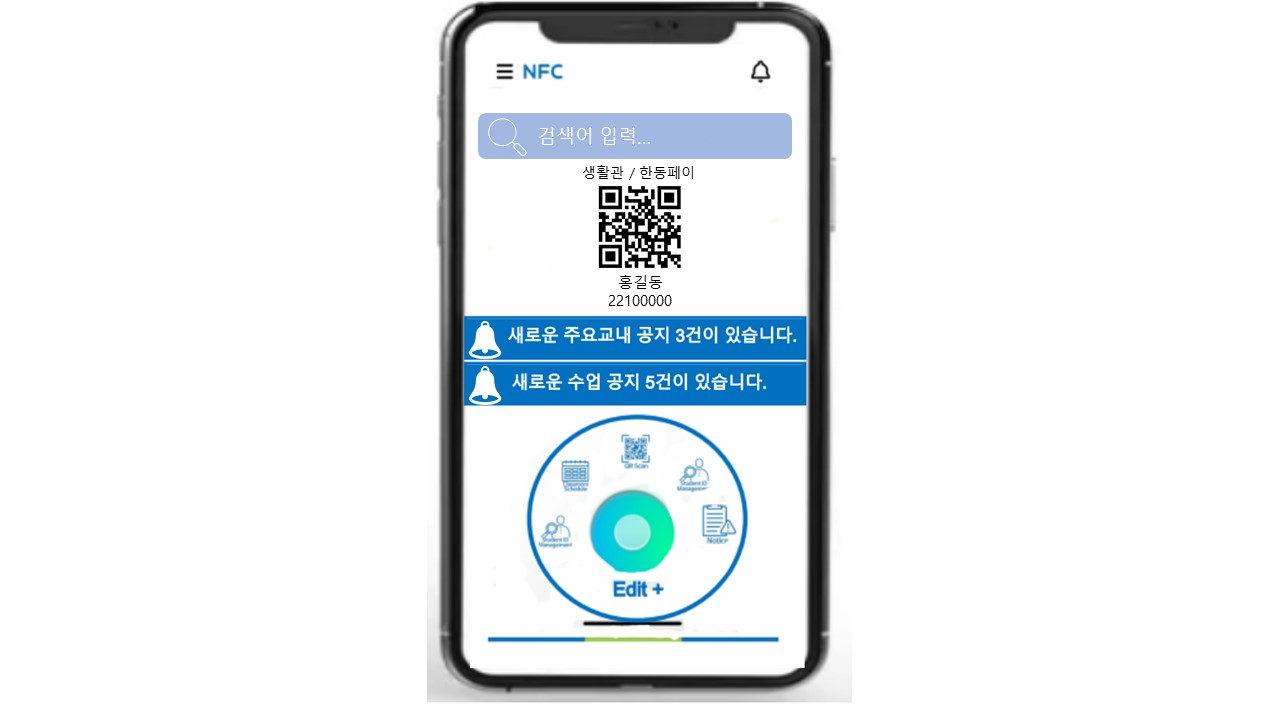 NFC
검색어 입력...
생활관 / 한동페이
홍길동
22100000
새로운 주요교내 공지 3건이 있습니다.
새로운 수업 공지 5건이 있습니다.
QR Scan
Classroom
Schedule
Student ID
Management
Student ID
Management
Notice
Edit +